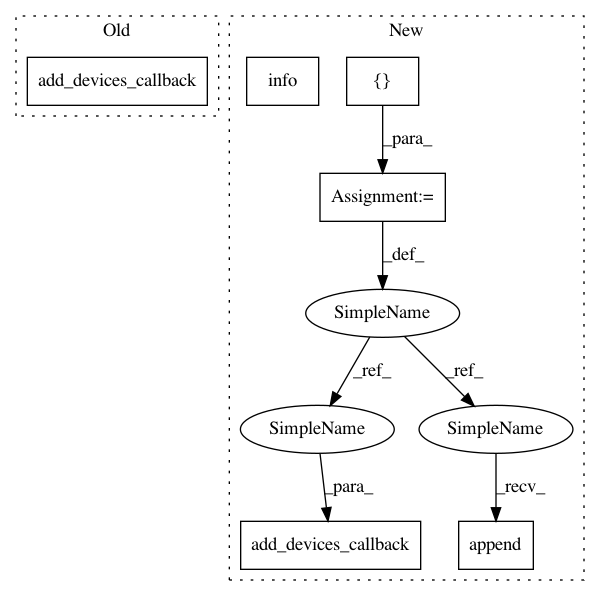 Old
New
add_devices_callback
info
{}
_para_
Assignment:=
_def_
SimpleName
_ref_
_ref_
SimpleName
SimpleName
_para_
_recv_
add_devices_callback
append